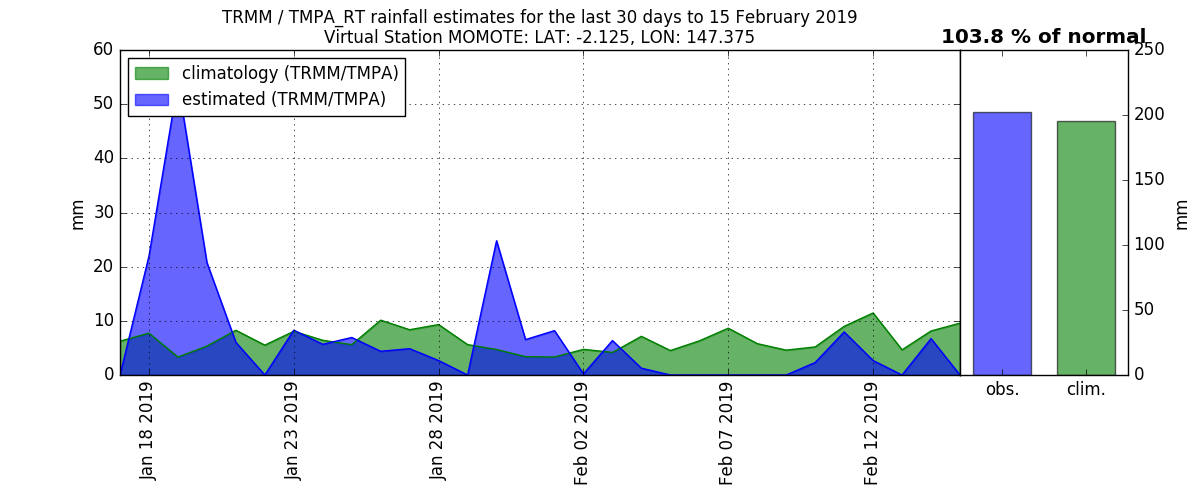 TRMM / TMPA_RT rainfall estimates for the last 30 days to 15 February 2019
Virtual Station MOMOTE: LAT: -2.125, LON: 147.375
103.8 % of normal
climatology (TRMM/TMPA)
estimated (TRMM/TMPA)
mm
60
50
40
30
20
10
0
Jan 18 2019
Jan 23 2019
Jan 28 2019
Feb 02 2019
Feb 07 2019
Feb 12 2019
250
200
150
100
50
0
mm
obs.
clim.